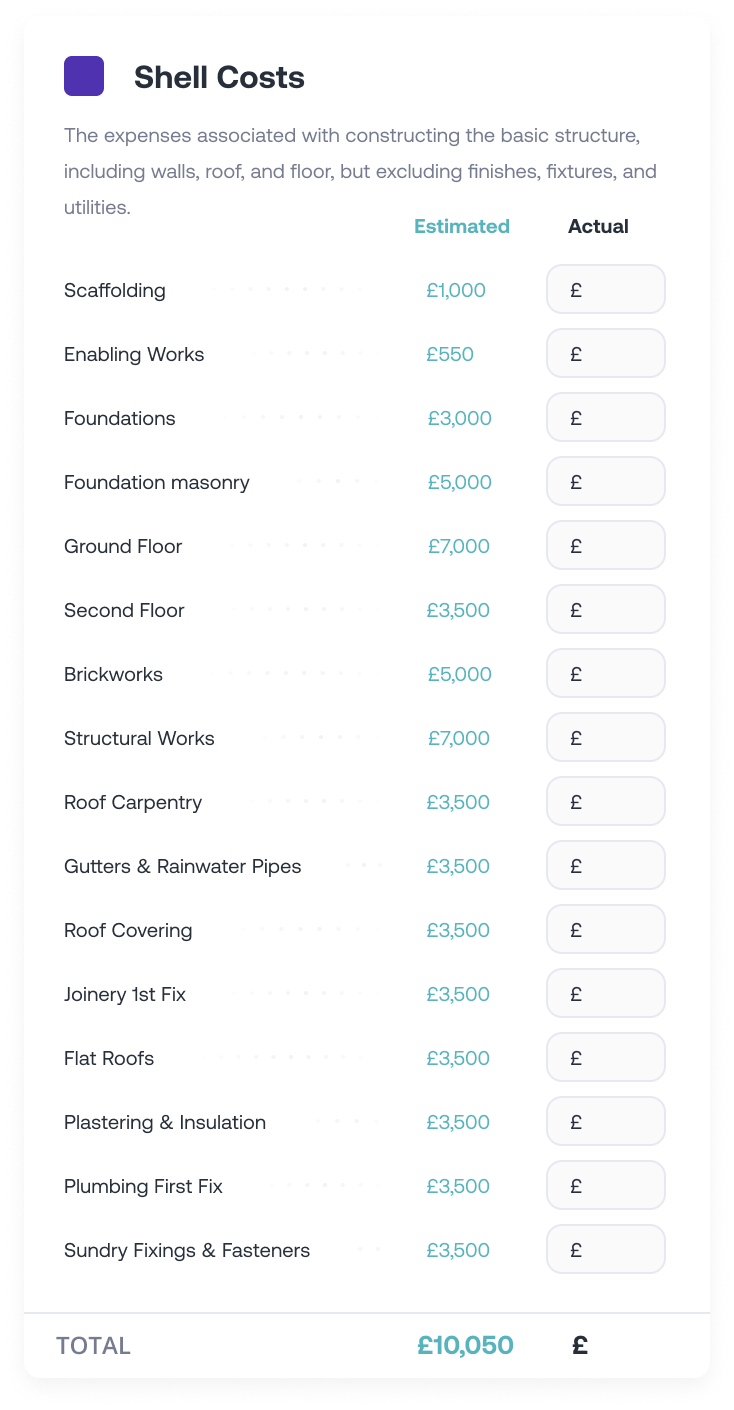 Shell Costs
The expenses associated with constructing the basic structure,
including walls, roof, and floor, but excluding finishes, fixtures, and
utilities.
Estimated Actual
Scaffolding £1,000 £
Enabling Works £550 £
Foundations £3,000 £
Foundation masonry £5,000 £
Ground Floor £7,000 £
Second Floor £3,500 £
Brickworks £5,000 £
Structural Works £7,000 £
Roof Carpentry £3,500 £
Gutters & Rainwater Pipes £3,500 £
Roof Covering £3,500 £
Joinery 1st Fix £3,500 £
Flat Roofs £3,500 £
Plastering & Insulation £3,500 £
Plumbing First Fix £3,500 £
Sundry Fixings & Fasteners £3,500 £
TOTAL £10,050 £